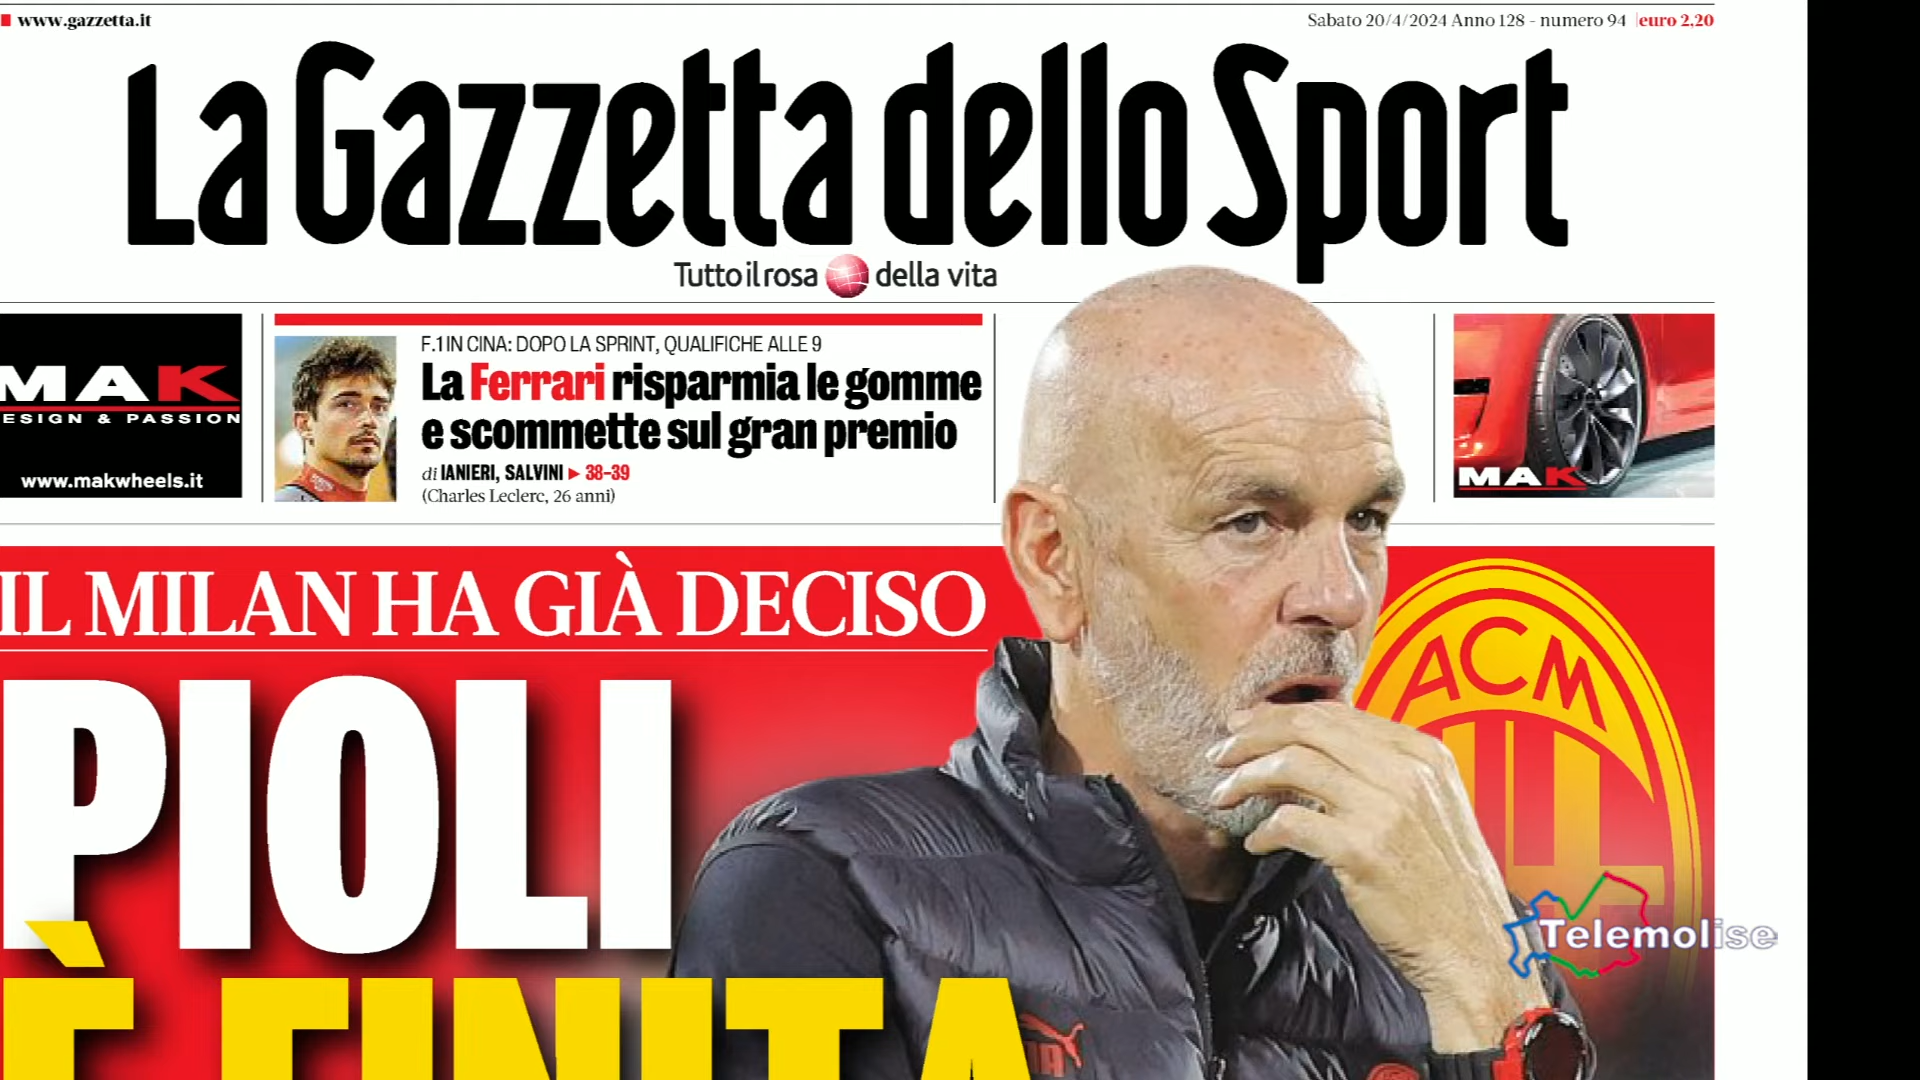 www.gazzetta.it
Sabato 20/4/2024 Anno 128 - numero 94 euro 2,20
La Gazzetta dello Sport
Tutto il rosa della vita
MAK
ESIGN & PASSION
www.makwheels.it
F.1 IN CINA: DOPO LA SPRINT, QUALIFICHE ALLE 9
La Ferrari risparmia le gomme
e scommette sul gran premio
di IANIERI, SALVINI ▶ 38-39
(Charles Leclerc, 26 anni)
MAK
IL MILAN HA GIÀ DECISO
PIOLI
È FINITA
ACM
Telemolise